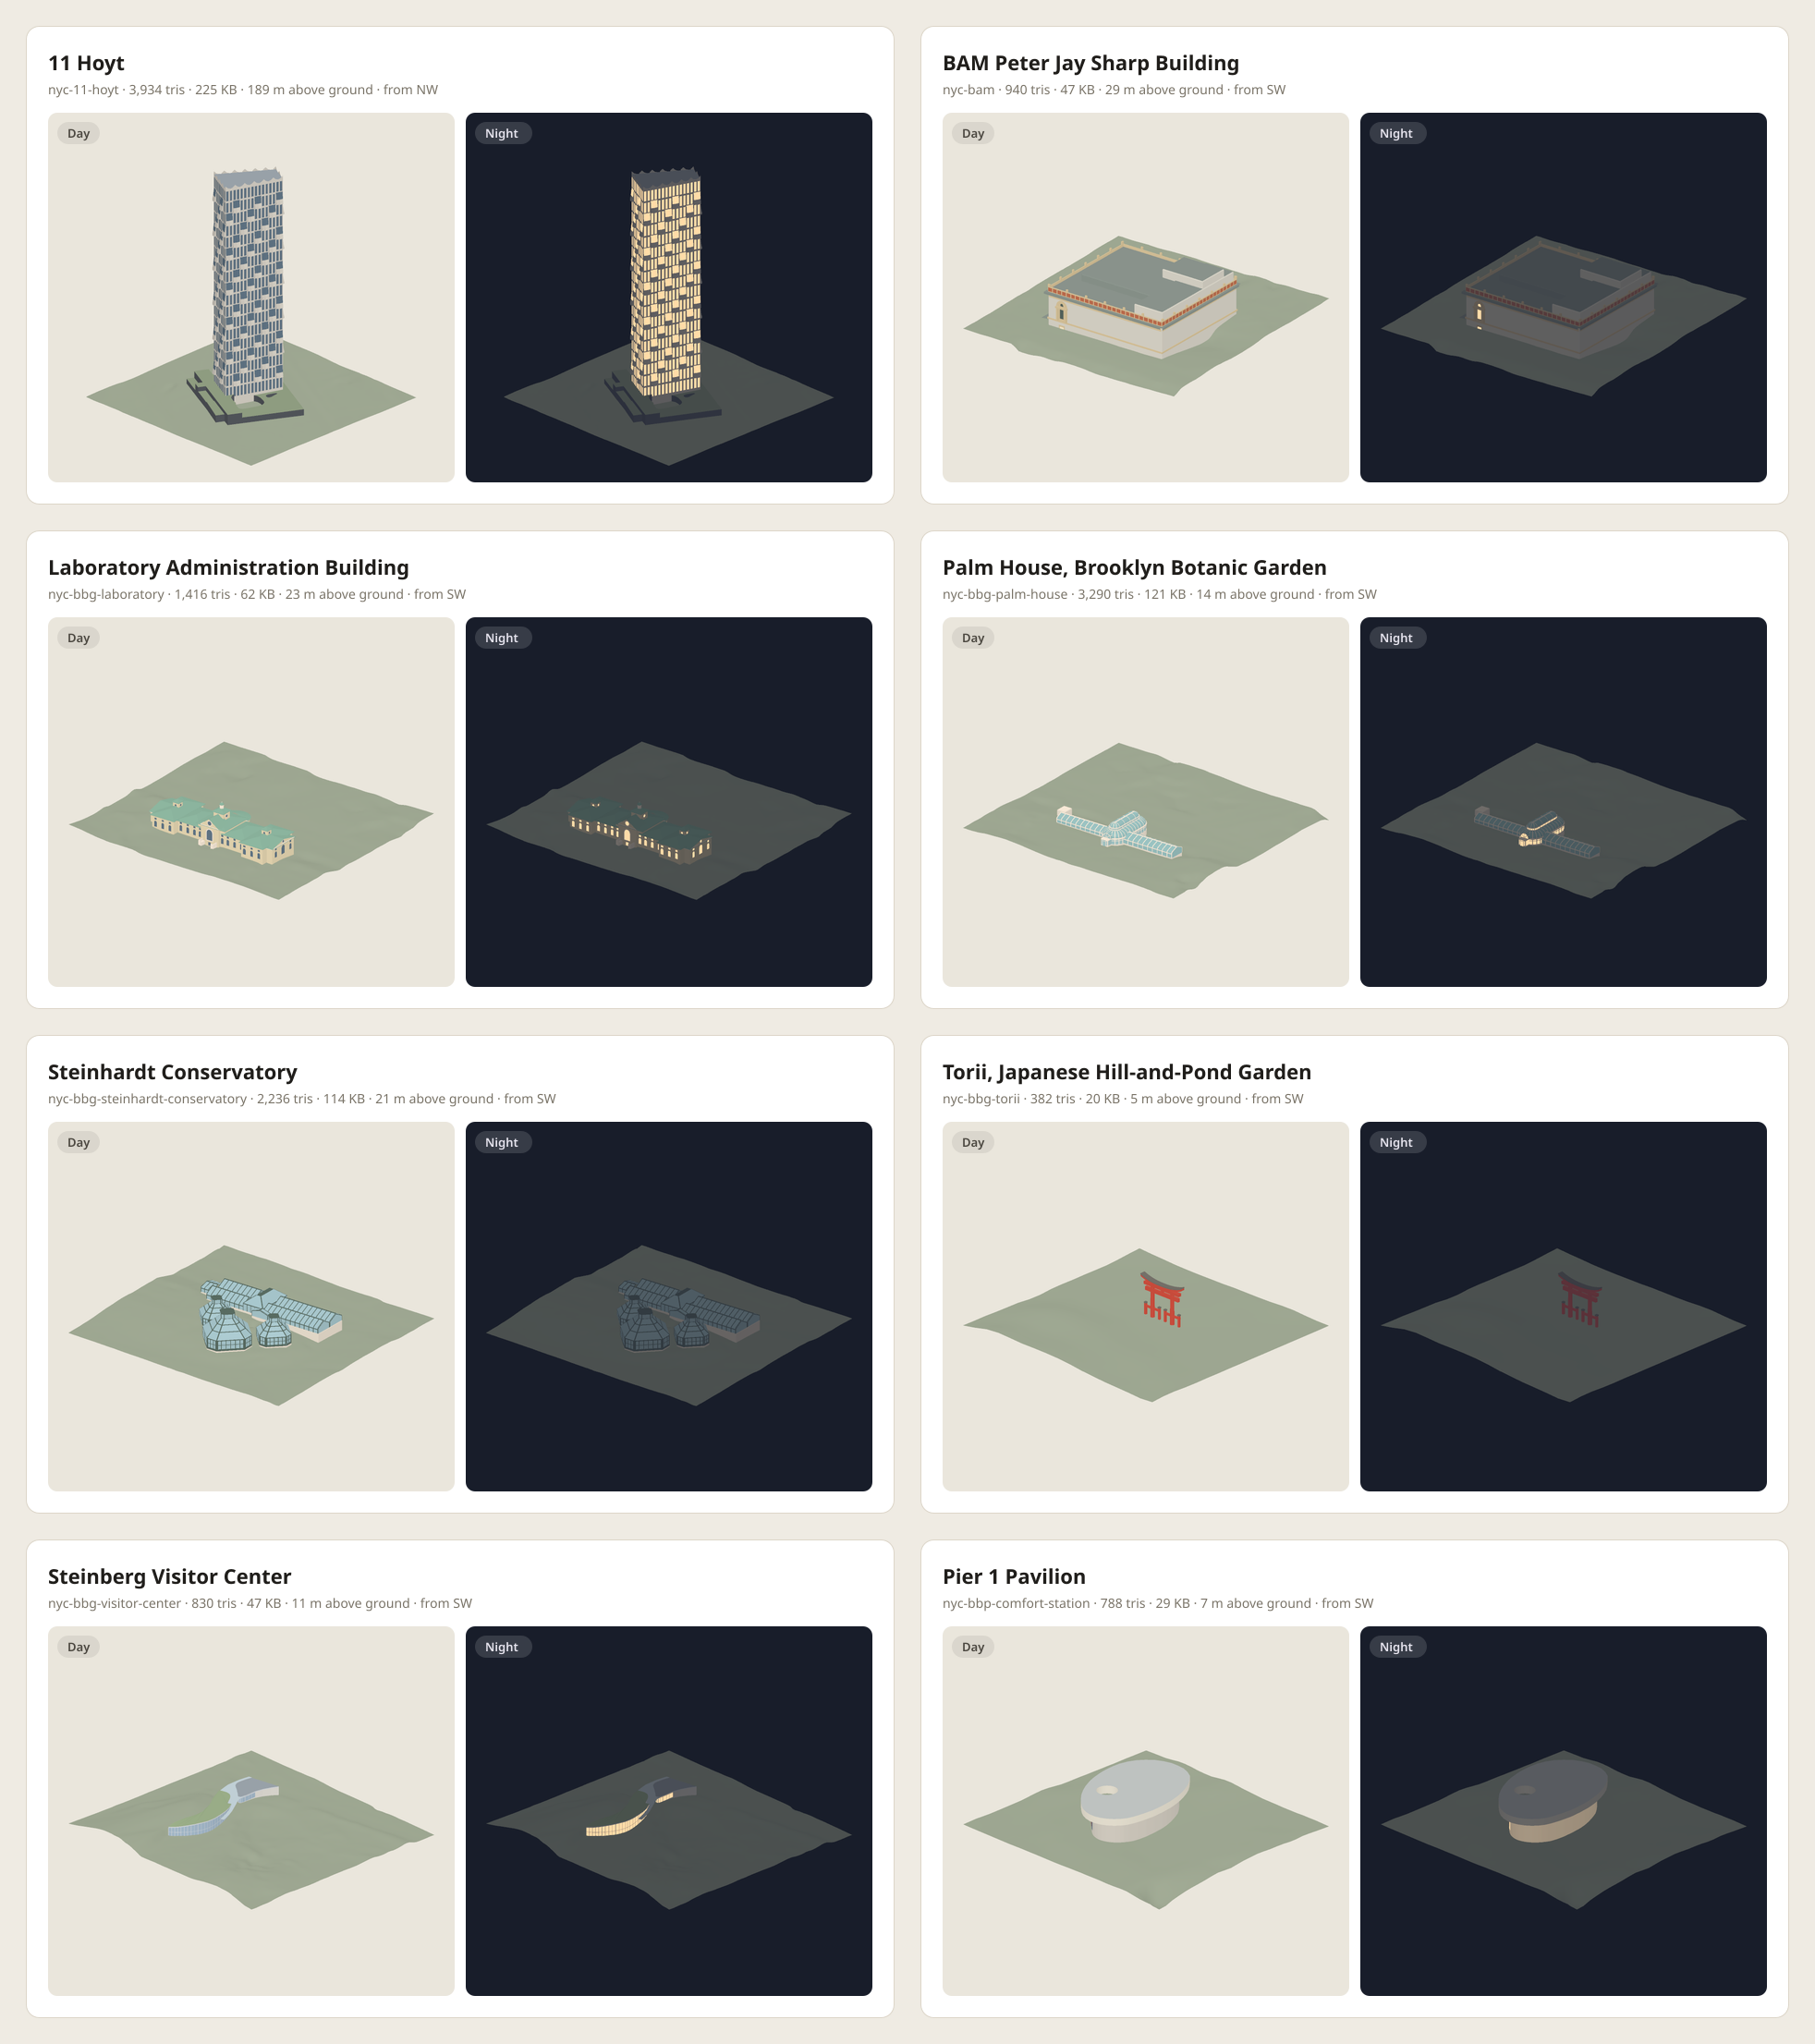 11 Hoyt
nyc-11-hoyt · 3,934 tris · 225 KB · 189 m above ground · from NW
Day
Night
BAM Peter Jay Sharp Building
nyc-bam · 940 tris · 47 KB · 29 m above ground · from SW
Day
Night
Laboratory Administration Building
nyc-bbg-laboratory · 1,416 tris · 62 KB · 23 m above ground · from SW
Day
Night
Palm House, Brooklyn Botanic Garden
nyc-bbg-palm-house · 3,290 tris · 121 KB · 14 m above ground · from SW
Day
Night
Steinhardt Conservatory
nyc-bbg-steinhardt-conservatory · 2,236 tris · 114 KB · 21 m above ground · from SW
Day
Night
Torii, Japanese Hill-and-Pond Garden
nyc-bbg-torii · 382 tris · 20 KB · 5 m above ground · from SW
Day
Night
Steinberg Visitor Center
nyc-bbg-visitor-center · 830 tris · 47 KB · 11 m above ground · from SW
Day
Night
Pier 1 Pavilion
nyc-bbp-comfort-station · 788 tris · 29 KB · 7 m above ground · from SW
Day
Night